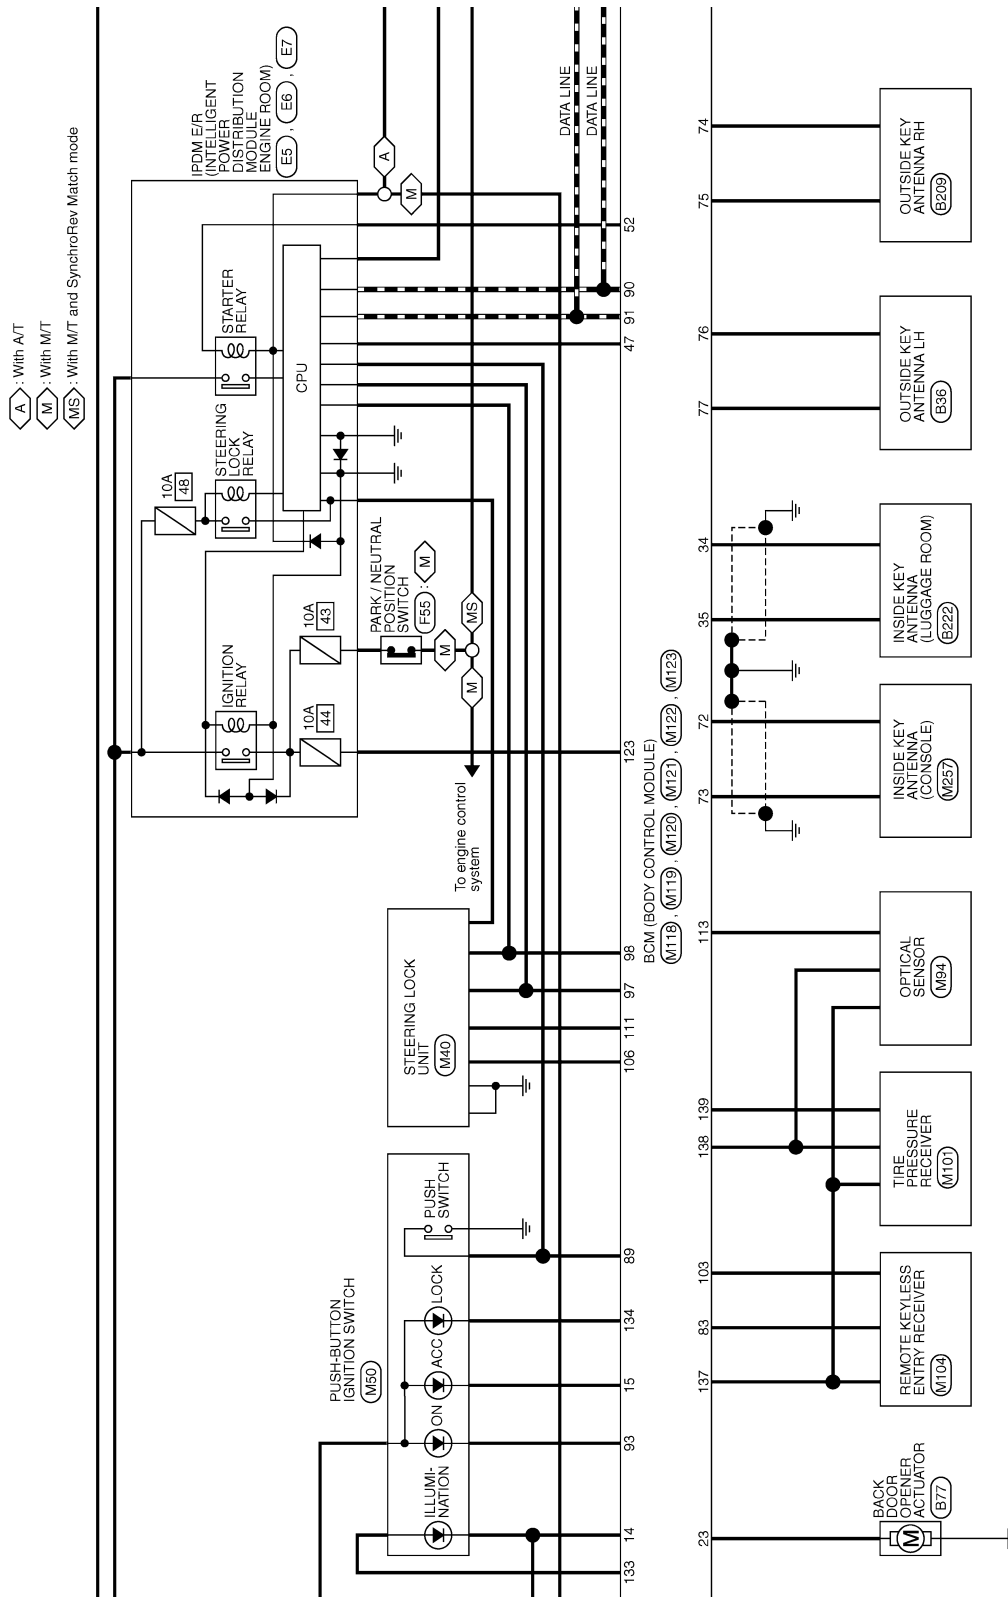 A : With A/T
M : With M/T
MS : With M/T and SynchroRev Match mode
IPDM E/R
(INTELLIGENT
POWER
DISTRIBUTION
MODULE
ENGINE ROOM)
E5 , E6 , E7
IGNITION
RELAY
10A
44
10A
43
10A
48
STEERING
LOCK
RELAY
STARTER
RELAY
CPU
PARK / NEUTRAL
POSITION
SWITCH
F55 : M
M
M
MS
A
M
To engine control
system
DATA LINE
DATA LINE
PUSH-BUTTON
IGNITION SWITCH
M50
ILLUMI-
NATION
ON
ACC
LOCK
PUSH
SWITCH
STEERING LOCK
UNIT
M40
133
14
93
15
134
89
106
111
97
98
123
47
91
90
52
BCM (BODY CONTROL MODULE)
M118 , M119 , M120 , M121 , M122 , M123
23
137
83
103
138
139
113
73
72
35
34
77
76
75
74
BACK
DOOR
OPENER
ACTUATOR
B77
M
REMOTE KEYLESS
ENTRY RECEIVER
M104
TIRE
PRESSURE
RECEIVER
M101
OPTICAL
SENSOR
M94
INSIDE KEY
ANTENNA
(CONSOLE)
M257
INSIDE KEY
ANTENNA
(LUGGAGE ROOM)
B222
OUTSIDE KEY
ANTENNA LH
B36
OUTSIDE KEY
ANTENNA RH
B209